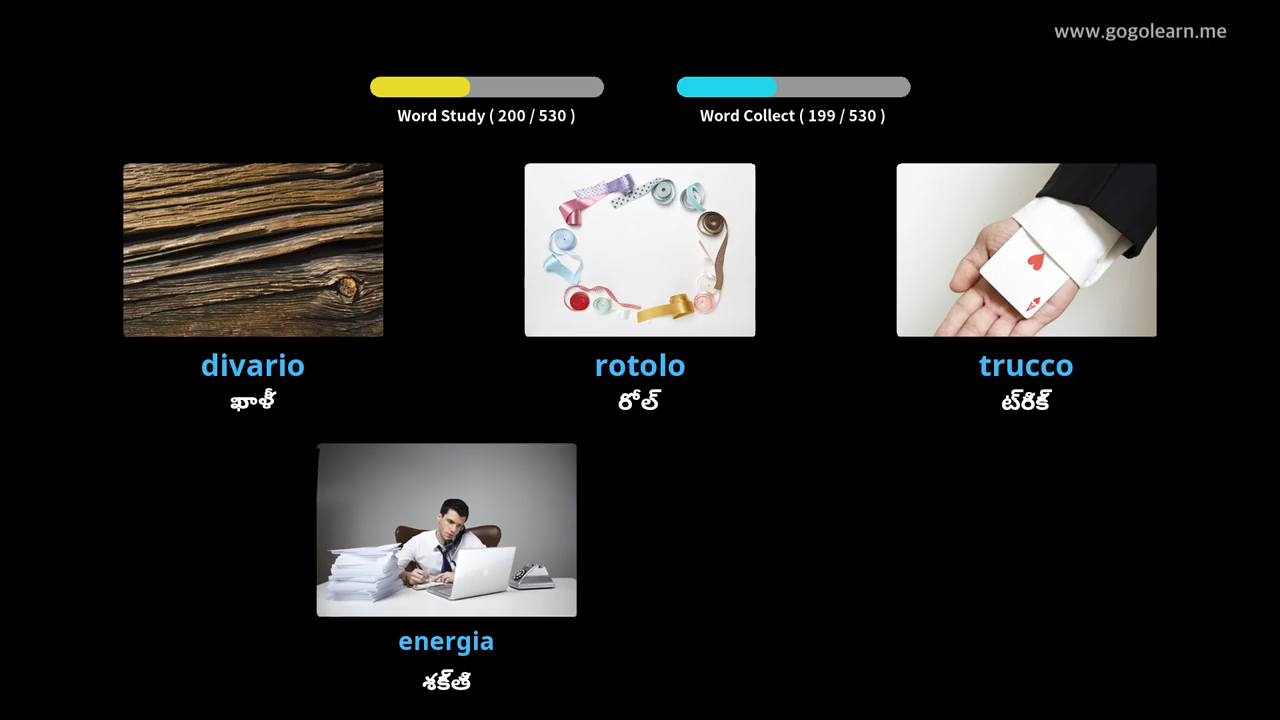 www.gogolearn.me
Word Study ( 200 / 530 )
Word Collect ( 199 / 530 )
divario
ఖాళీ
rotolo
రోల్
trucco
ట్రిక్
energia
శక్తి